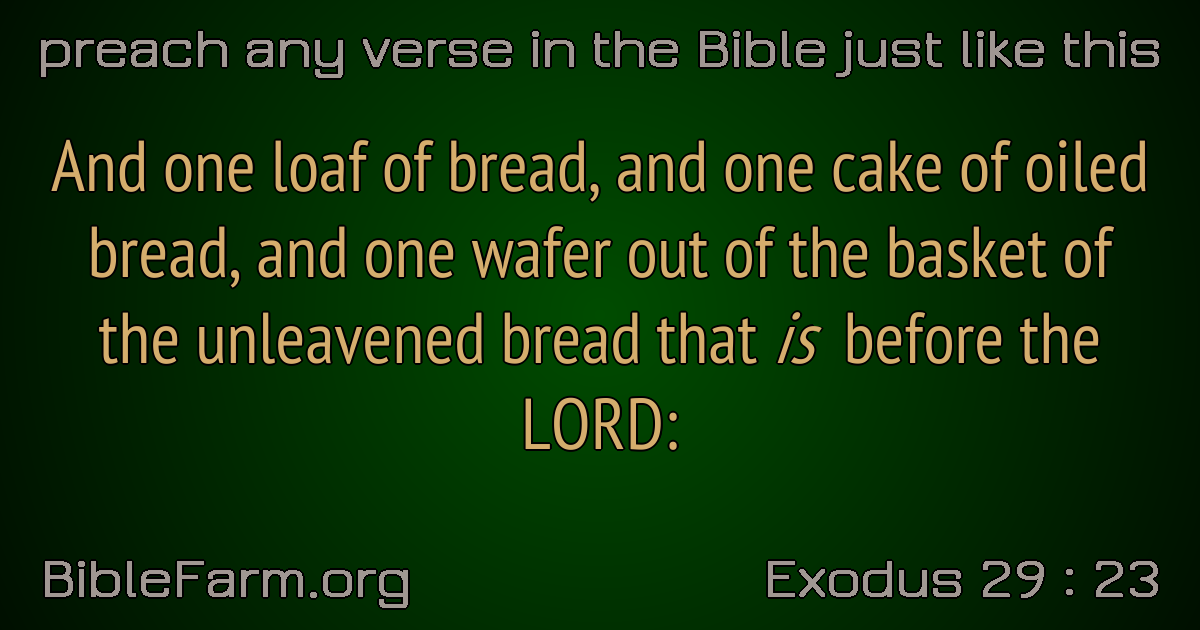 preach any verse in the Bible just like this
And one loaf of bread, and one cake of oiled
bread, and one wafer out of the basket of
the unleavened bread that is before the
LORD:
BibleFarm.org
Exodus 29 : 23